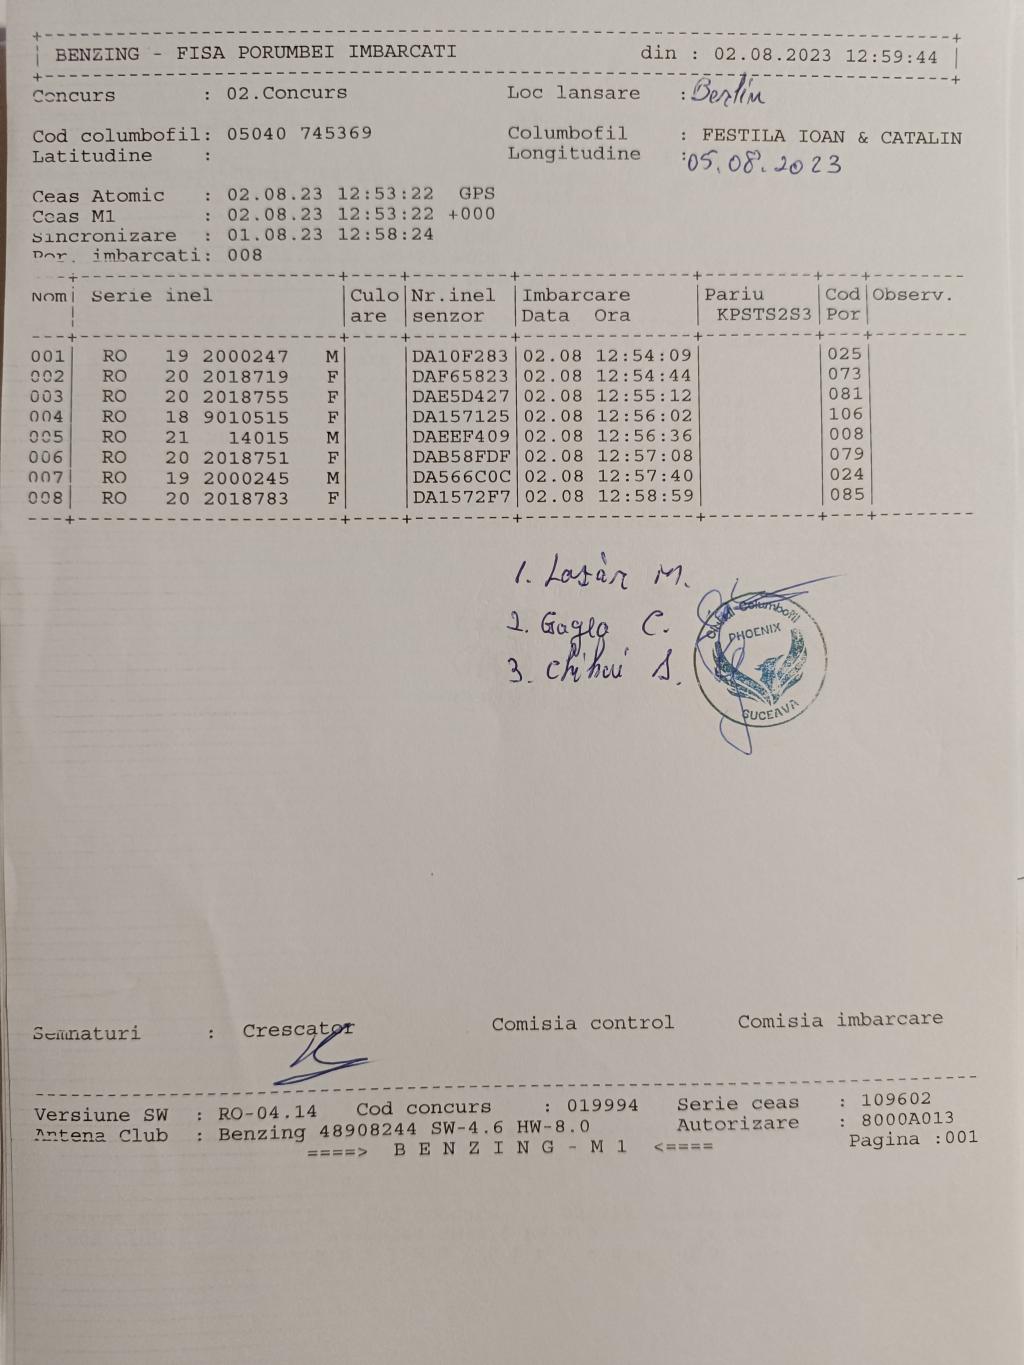 BENZING - FISA PORUMBEI IMBARCATI din : 02.08.2023 12:59:44
Concurs : 02.Concurs Loc lansare : Berlin
Cod columbofil: 05040 745369 Columbofil : FESTILA IOAN & CATALIN
Latitudine : Longitudine : 05.08.2023
Ceas Atomic : 02.08.23 12:53:22 GPS
Ceas M1 : 02.08.23 12:53:22 +000
Sincronizare : 01.08.23 12:58:24
Por. imbarcati: 008
Nom| Serie inel |Culo|Nr.inel |Imbarcare |Pariu |Cod|Observ.
| |are |senzor |Data Ora | KPSTS2S3|Por|
001| RO 19 2000247 M| |DA10F283|02.08 12:54:09| |025|
002| RO 20 2018719 F| |DAF65823|02.08 12:54:44| |073|
003| RO 20 2018755 F| |DAE5D427|02.08 12:55:12| |081|
004| RO 18 9010515 F| |DA157125|02.08 12:56:02| |106|
005| RO 21 14015 M| |DAEEF409|02.08 12:56:36| |008|
006| RO 20 2018751 F| |DAB58FDF|02.08 12:57:08| |079|
007| RO 19 2000245 M| |DA566C0C|02.08 12:57:40| |024|
008| RO 20 2018783 F| |DA1572F7|02.08 12:58:59| |085|
1. Lazăr M.
2. Gaglo C.
3. Chihai S.
Clubul Columbofil
PHOENIX
SUCEAVA
Semnaturi : Crescator Comisia control Comisia imbarcare
Versiune SW : RO-04.14 Cod concurs : 019994 Serie ceas : 109602
Antena Club : Benzing 48908244 SW-4.6 HW-8.0 Autorizare : 8000A013
====> B E N Z I N G - M 1 <==== Pagina :001